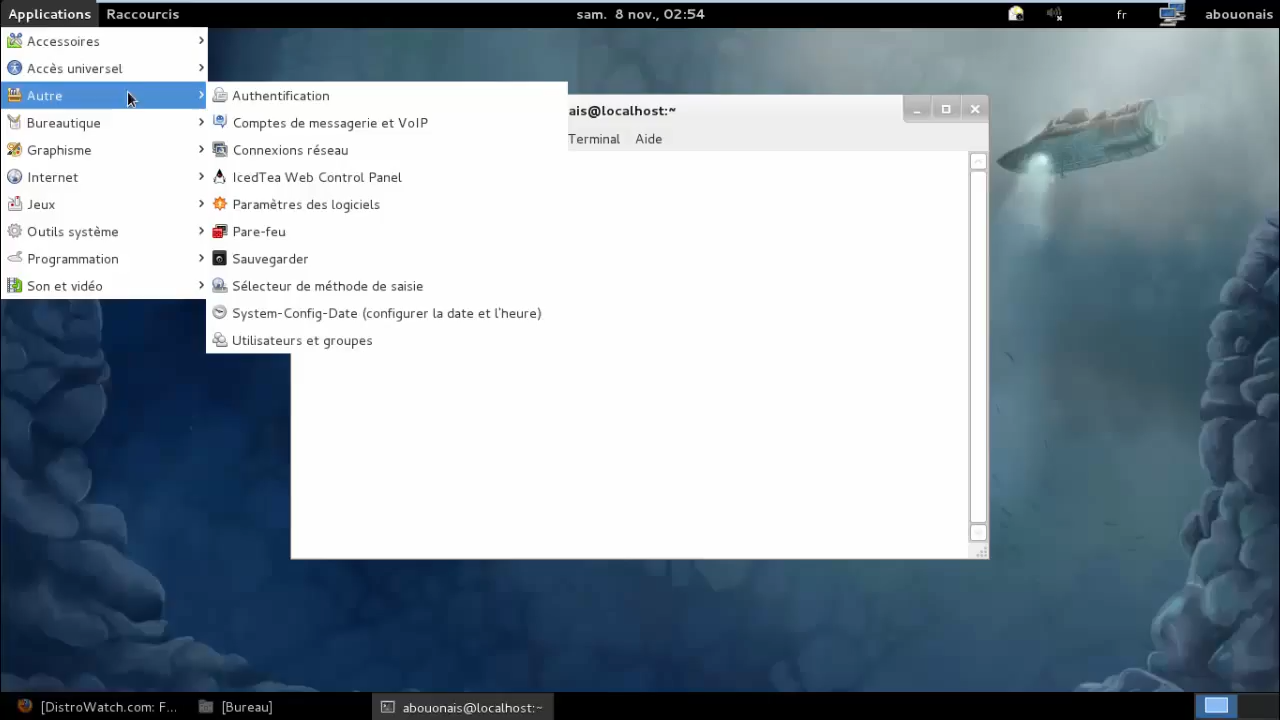 Applications Raccourcis sam. 8 nov., 02:54 fr abouonais
Accessoires
Accès universel
Autre
Bureautique
Graphisme
Internet
Jeux
Outils système
Programmation
Son et vidéo
Authentification
Comptes de messagerie et VoIP
Connexions réseau
IcedTea Web Control Panel
Paramètres des logiciels
Pare-feu
Sauvegarder
Sélecteur de méthode de saisie
System-Config-Date (configurer la date et l'heure)
Utilisateurs et groupes
ais@localhost:~
Terminal Aide
[DistroWatch.com: F... [Bureau] abouonais@localhost:~